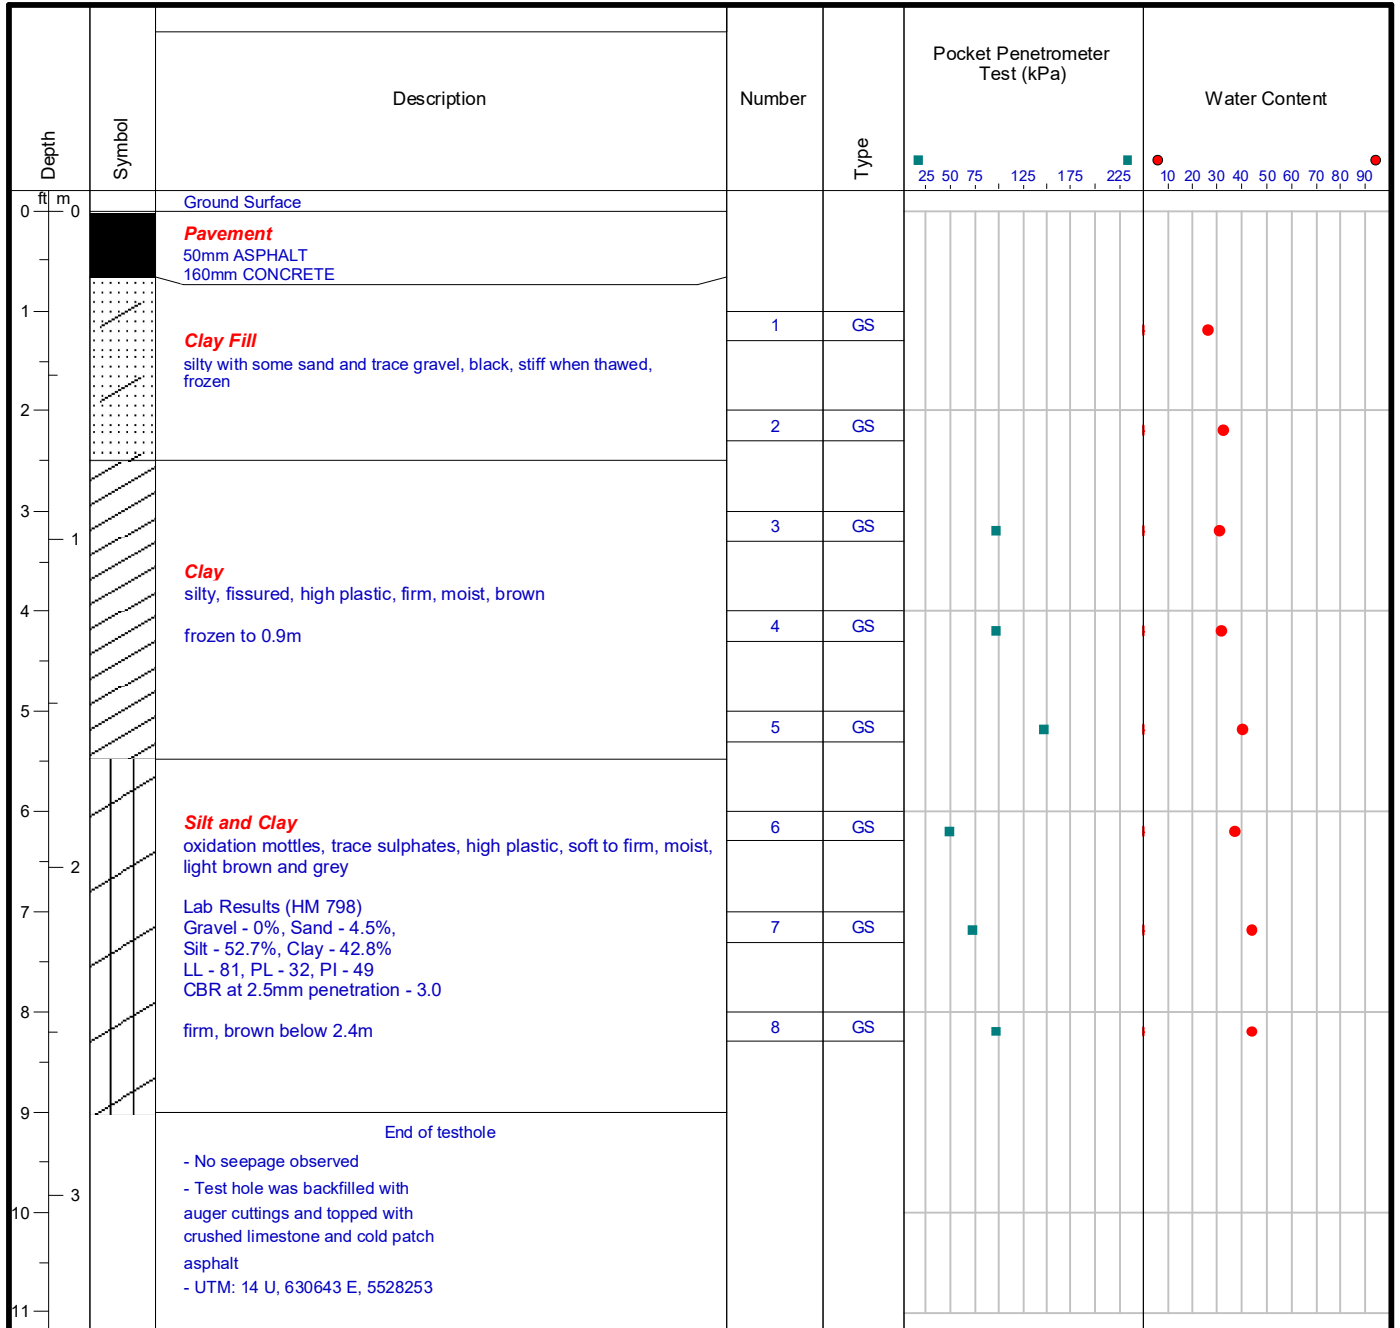 Depth
Symbol
Description
Number
Type
Pocket Penetrometer
Test (kPa)
Water Content
25 50 75 125 175 225
10 20 30 40 50 60 70 80 90
ft m
0 0
Ground Surface
Pavement
50mm ASPHALT
160mm CONCRETE
1
1 GS
Clay Fill
silty with some sand and trace gravel, black, stiff when thawed,
frozen
2
2 GS
3
3 GS
1
Clay
silty, fissured, high plastic, firm, moist, brown
4
4 GS
frozen to 0.9m
5
5 GS
6
6 GS
Silt and Clay
oxidation mottles, trace sulphates, high plastic, soft to firm, moist,
light brown and grey
2
Lab Results (HM 798)
7
Gravel - 0%, Sand - 4.5%,
7 GS
Silt - 52.7%, Clay - 42.8%
LL - 81, PL - 32, PI - 49
CBR at 2.5mm penetration - 3.0
8
firm, brown below 2.4m
8 GS
9
End of testhole
- No seepage observed
- Test hole was backfilled with
3
auger cuttings and topped with
10
crushed limestone and cold patch
asphalt
- UTM: 14 U, 630643 E, 5528253
11